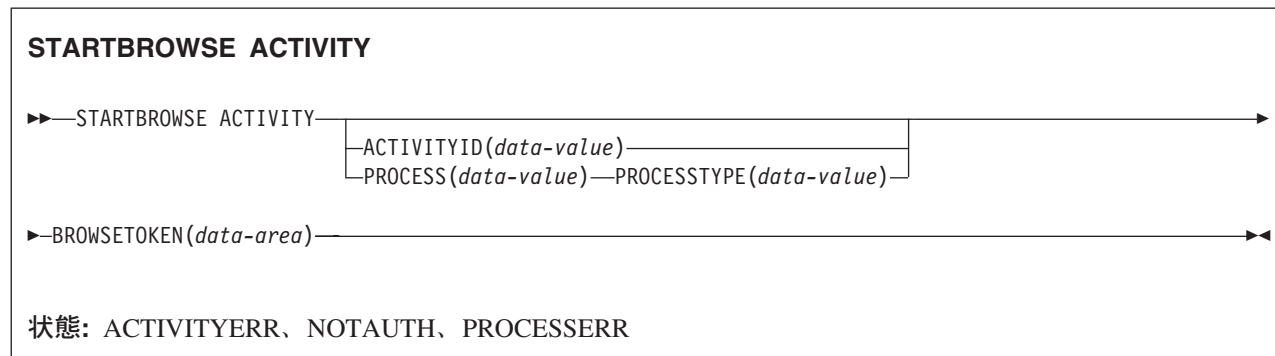 STARTBROWSE ACTIVITY
STARTBROWSE ACTIVITY
ACTIVITYID(data-value)
PROCESS(data-value) PROCESSTYPE(data-value)
BROWSETOKEN(data-area)
状態: ACTIVITYERR、NOTAUTH、PROCESSERR